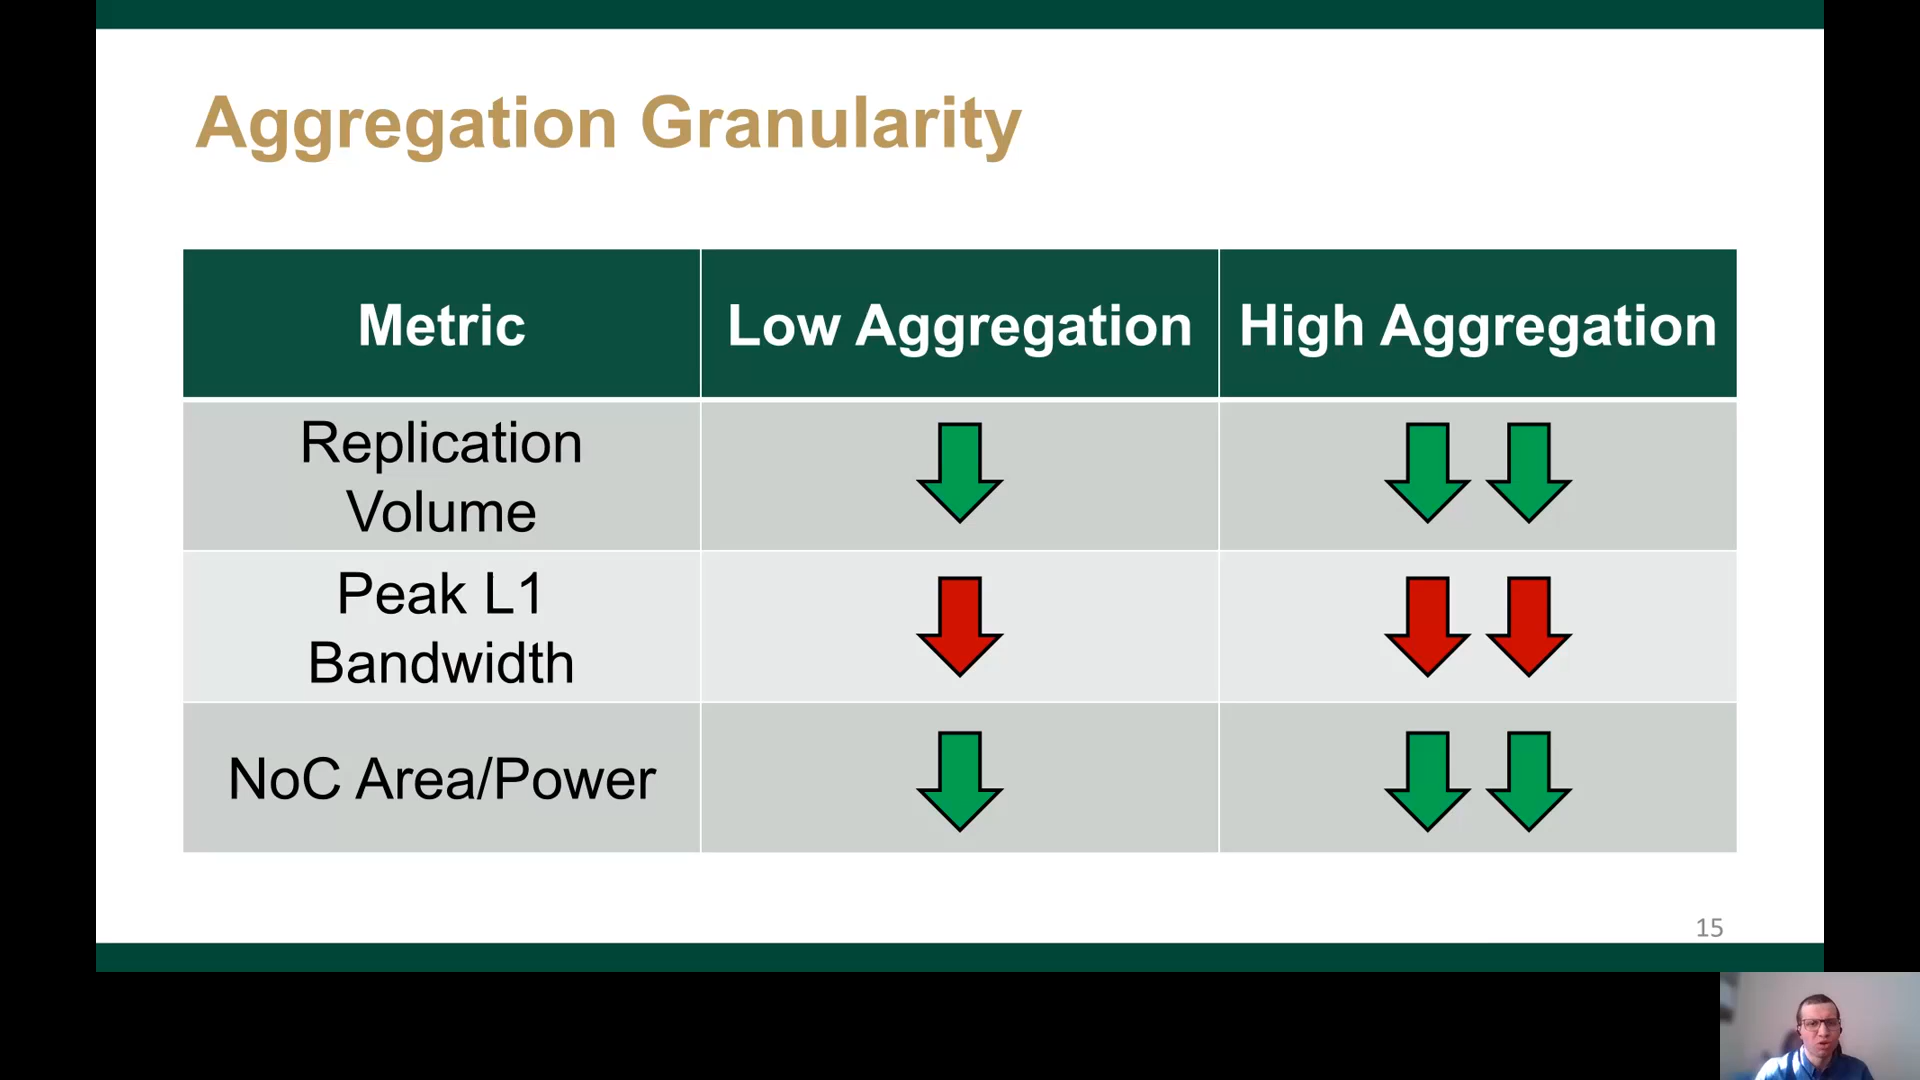 Aggregation Granularity
Metric
Low Aggregation
High Aggregation
Replication
Volume
Peak L1
Bandwidth
NoC Area/Power
15